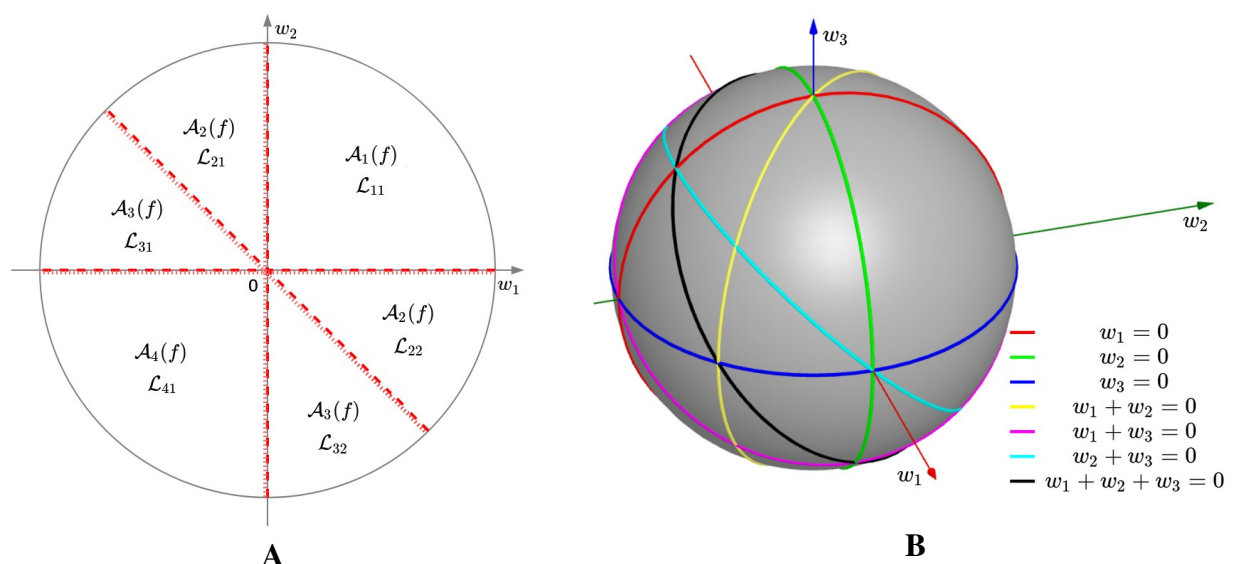 w₂
𝒜₂(f)
ℒ₂₁
𝒜₁(f)
ℒ₁₁
𝒜₃(f)
ℒ₃₁
0
w₁
𝒜₂(f)
ℒ₂₂
𝒜₄(f)
ℒ₄₁
𝒜₃(f)
ℒ₃₂
A
w₃
w₂
w₁
w₁ = 0
w₂ = 0
w₃ = 0
w₁ + w₂ = 0
w₁ + w₃ = 0
w₂ + w₃ = 0
w₁ + w₂ + w₃ = 0
B